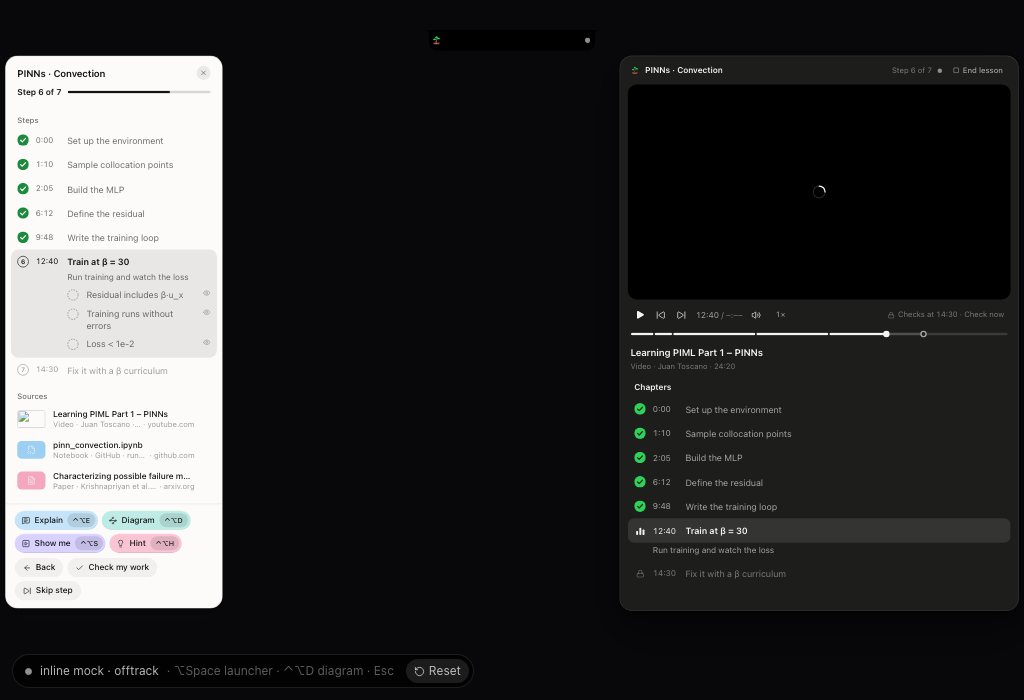 PINNs · Convection
Step 6 of 7
Steps
0:00 Set up the environment
1:10 Sample collocation points
2:05 Build the MLP
6:12 Define the residual
9:48 Write the training loop
6 12:40 Train at β = 30
Run training and watch the loss
Residual includes β·u_x
Training runs without
errors
Loss < 1e-2
7 14:30 Fix it with a β curriculum
Sources
Learning PIML Part 1 – PINNs
Video · Juan Toscano ·… · youtube.com
pinn_convection.ipynb
Notebook · GitHub · run… · github.com
Characterizing possible failure m…
Paper · Krishnapriyan et al.… · arxiv.org
Explain ⌃⌥E Diagram ⌃⌥D
Show me ⌃⌥S Hint ⌃⌥H
Back Check my work
Skip step
PINNs · Convection Step 6 of 7 End lesson
12:40 / –:–– 1× Checks at 14:30 · Check now
Learning PIML Part 1 – PINNs
Video · Juan Toscano · 24:20
Chapters
0:00 Set up the environment
1:10 Sample collocation points
2:05 Build the MLP
6:12 Define the residual
9:48 Write the training loop
12:40 Train at β = 30
Run training and watch the loss
14:30 Fix it with a β curriculum
inline mock · offtrack · ⌥Space launcher · ⌃⌥D diagram · Esc Reset